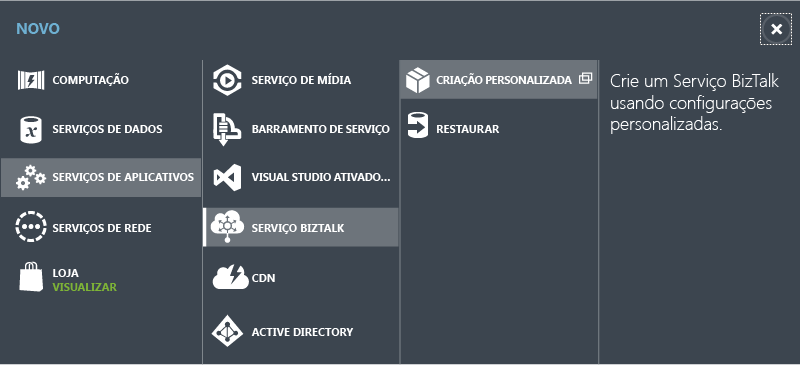 NOVO
COMPUTAÇÃO
SERVIÇOS DE DADOS
SERVIÇOS DE APLICATIVOS
SERVIÇOS DE REDE
LOJA
VISUALIZAR
SERVIÇO DE MÍDIA
BARRAMENTO DE SERVIÇO
VISUAL STUDIO ATIVADO...
SERVIÇO BIZTALK
CDN
ACTIVE DIRECTORY
CRIAÇÃO PERSONALIZADA
RESTAURAR
Crie um Serviço BizTalk
usando configurações
personalizadas.